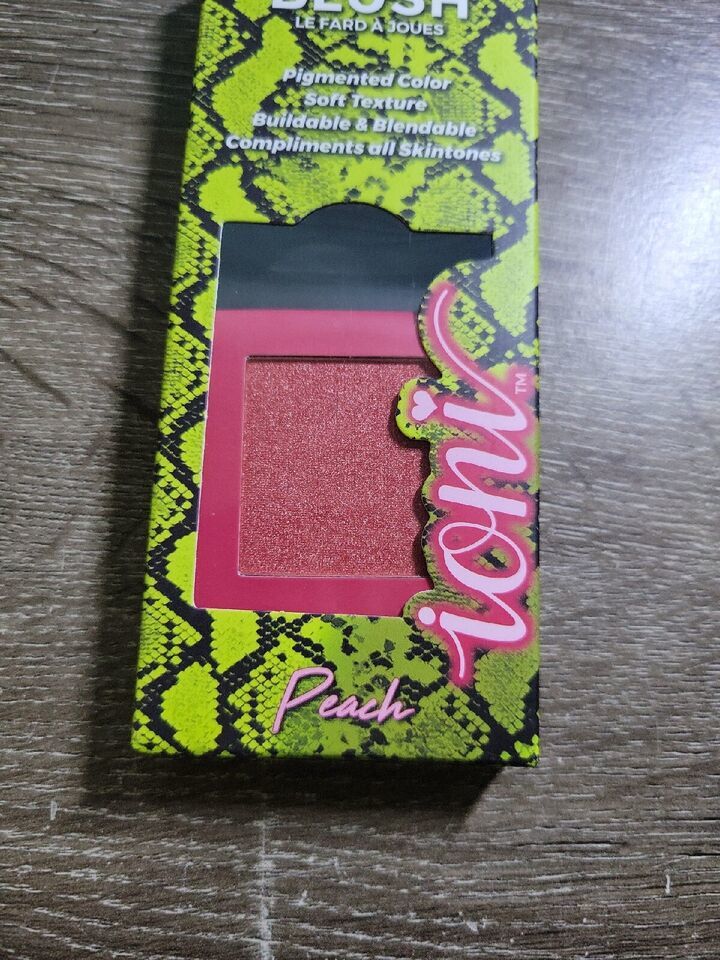 BLUSH
LE FARD À JOUES
Pigmented Color
Soft Texture
Buildable & Blendable
Compliments all Skintones
ioni™
Peach